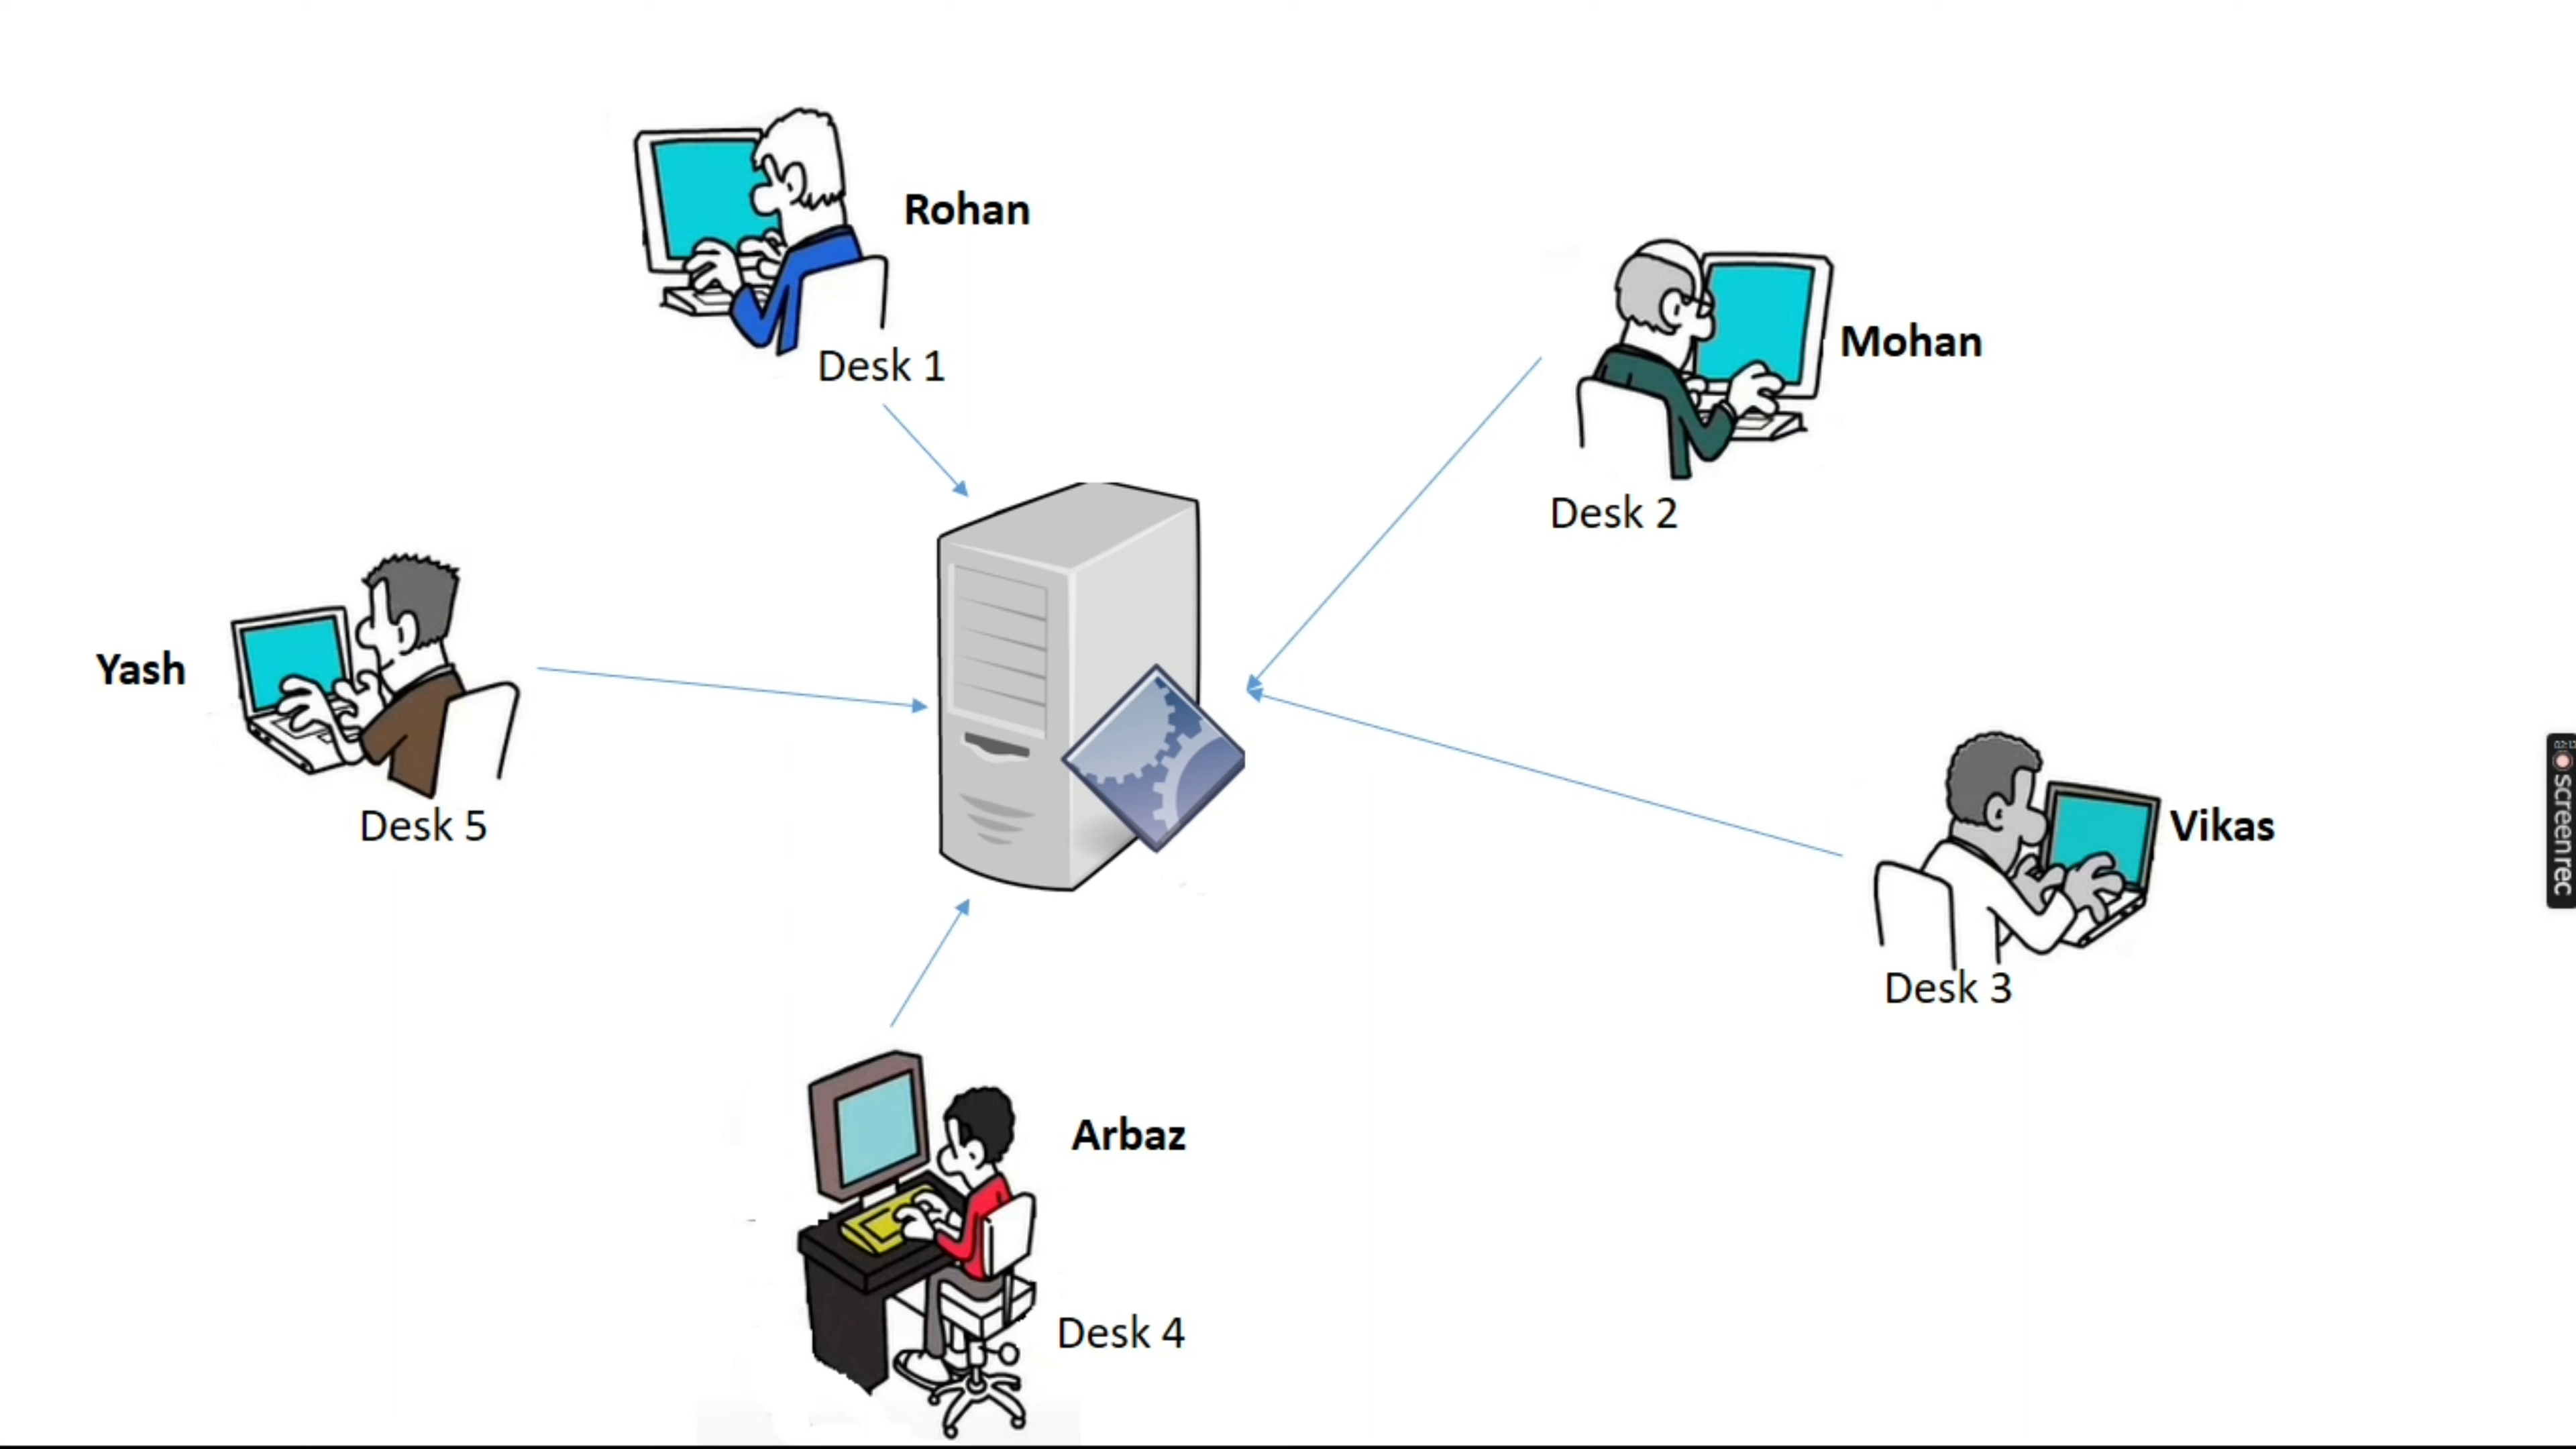 Rohan
Desk 1
Mohan
Desk 2
Yash
Desk 5
Vikas
Desk 3
Arbaz
Desk 4
screenrec